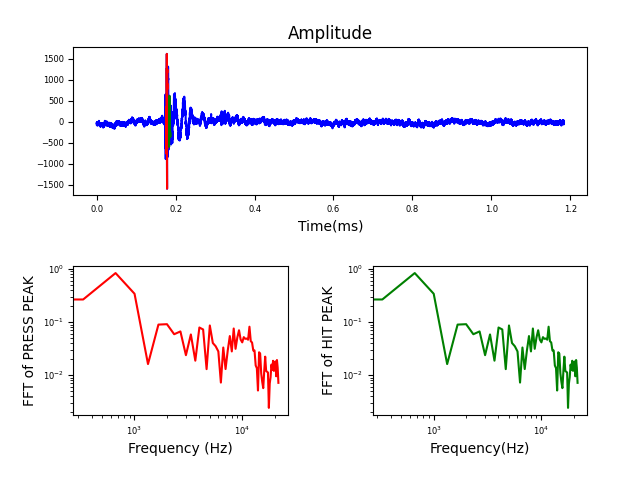 Amplitude
1500
1000
500
0
−500
−1000
−1500
0.0 0.2 0.4 0.6 0.8 1.0 1.2
Time(ms)
FFT of PRESS PEAK
10⁰
10⁻¹
10⁻²
10³ 10⁴
Frequency (Hz)
FFT of HIT PEAK
10⁰
10⁻¹
10⁻²
10³ 10⁴
Frequency(Hz)